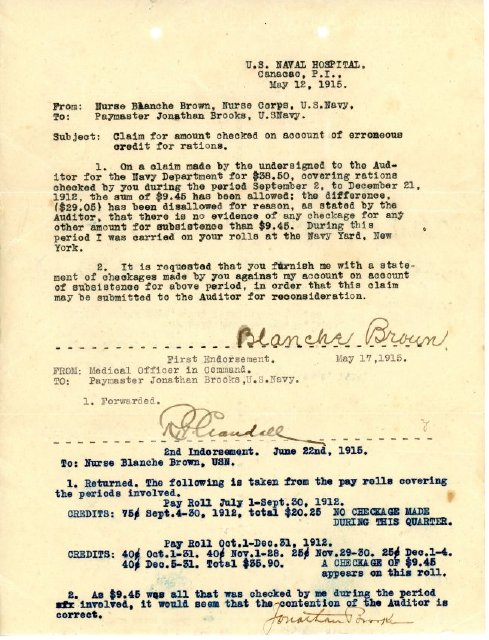 U.S. NAVAL HOSPITAL,
Canacao, P.I.,
May 12, 1915.
From: Nurse Blanche Brown, Nurse Corps, U.S.Navy.
To: Paymaster Jonathan Brooks, U.SNavy.
Subject: Claim for amount checked on account of erroneous
credit for rations.
1. On a claim made by the undersigned to the Aud-
itor for the Navy Department for $38.50, covering rations
checked by you during the period September 2, to December 21,
1912, the sum of $9.45 has been allowed; the difference,
($29.05) has been disallowed for reason, as stated by the
Auditor, that there is no evidence of any checkage for any
other amount for subsistence than $9.45. During this
period I was carried on your rolls at the Navy Yard, New
York.
2. It is requested that you furnish me with a state-
ment of checkages made by you against my account on account
of subsistence for above period, in order that this claim
may be submitted to the Auditor for reconsideration.
Blanche Brown.
First Endorsement. May 17,1915.
FROM: Medical Officer in Command.
TO: Paymaster Jonathan Brooks,U.S.Navy.
1. Forwarded.
2nd Indorsement. June 22nd, 1915.
To: Nurse Blanche Brown, USN.
1. Returned. The following is taken from the pay rolls covering
the periods involved.
Pay Roll July 1-Sept.30, 1912.
CREDITS: 75¢ Sept.4-30, 1912, total $20.25 NO CHECKAGE MADE
DURING THIS QUARTER.
Pay Roll Oct.1-Dec.31, 1912.
CREDITS: 40¢ Oct.1-31. 40¢ Nov.1-28. 25¢ Nov.29-30. 25¢ Dec.1-4.
40¢ Dec.5-31. Total $35.90. A CHECKAGE OF $9.45
appears on this roll.
2. As $9.45 was all that was checked by me during the period
involved, it would seem that the contention of the Auditor is
correct.
Jonathan Brooks